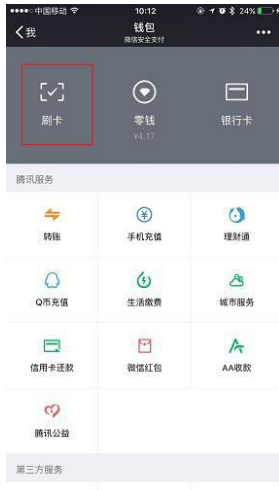 中国移动 10:12 24%
我 钱包
微信安全支付
刷卡 零钱 银行卡
¥4.17
腾讯服务
转账 手机充值 理财通
Q币充值 生活缴费 城市服务
信用卡还款 微信红包 AA收款
腾讯公益
第三方服务